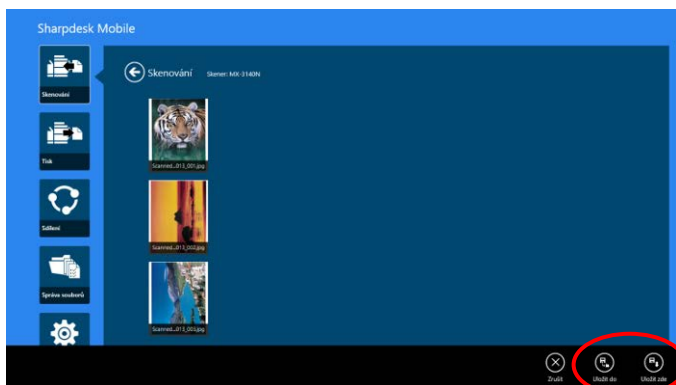 Sharpdesk Mobile
Skenování
Tisk
Sdílení
Správa souborů
Skenování Skener: MX-3140N
Scanned...013_001.jpg
Scanned...013_002.jpg
Scanned...013_003.jpg
Zrušit
Uložit do
Uložit zde